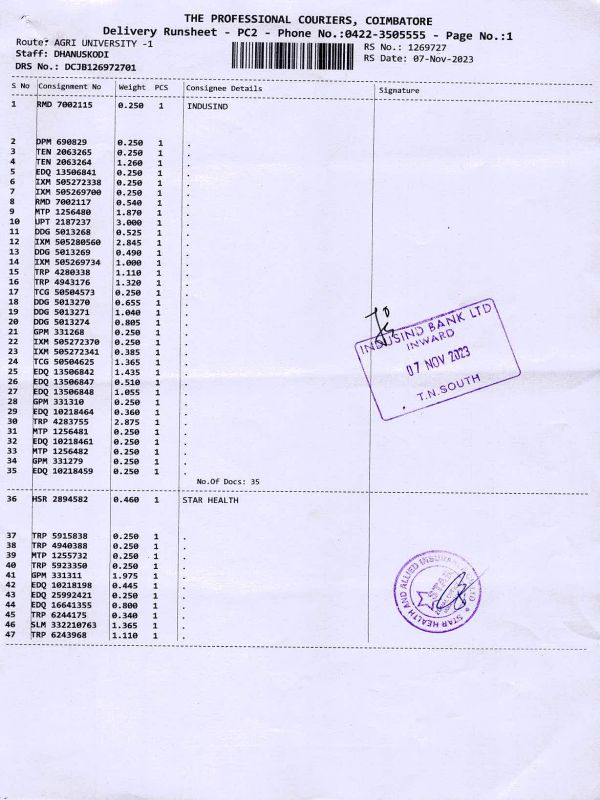 THE PROFESSIONAL COURIERS, COIMBATORE
Delivery Runsheet - PC2 - Phone No.:0422-3505555 - Page No.:1
Route: AGRI UNIVERSITY -1
RS No.: 1269727
Staff: DHANUSKODI
RS Date: 07-Nov-2023
DRS No.: DCJB126972701
S No Consignment No Weight PCS Consignee Details Signature
1 RMD 7002115 0.250 1 INDUSIND
2 DPM 690829 0.250 1 .
3 TEN 2063265 0.250 1 .
4 TEN 2063264 1.260 1 .
5 EDQ 13506841 0.250 1 .
6 IXM 505272338 0.250 1 .
7 IXM 505269700 0.250 1 .
8 RMD 7002117 0.540 1 .
9 MTP 1256480 1.870 1 .
10 UPT 2187237 3.000 1 .
11 DDG 5013268 0.525 1 .
12 IXM 505280560 2.845 1 .
13 DDG 5013269 0.490 1 .
14 IXM 505269734 1.000 1 .
15 TRP 4280338 1.110 1 .
16 TRP 4943176 1.320 1 .
17 TCG 50504573 0.250 1 .
18 DDG 5013270 0.655 1 .
19 DDG 5013271 1.040 1 .
20 DDG 5013274 0.805 1 .
21 GPM 331268 0.250 1 .
22 IXM 505272370 0.250 1 .
23 IXM 505272341 0.385 1 .
24 TCG 50504625 1.365 1 .
25 EDQ 13506842 1.435 1 .
26 EDQ 13506847 0.510 1 .
27 EDQ 13506848 1.055 1 .
28 GPM 331310 0.250 1 .
29 EDQ 10218464 0.360 1 .
30 TRP 4283755 2.875 1 .
31 MTP 1256481 0.250 1 .
32 EDQ 10218461 0.250 1 .
33 MTP 1256482 0.250 1 .
34 GPM 331279 0.250 1 .
35 EDQ 10218459 0.250 1 .
INDUSIND BANK LTD
INWARD
07 NOV 2023
T.N. SOUTH
No.Of Docs: 35
36 HSR 2894582 0.460 1 STAR HEALTH
37 TRP 5915838 0.250 1 .
38 TRP 4940388 0.250 1 .
39 MTP 1255732 0.250 1 .
40 TRP 5923350 0.250 1 .
41 GPM 331311 1.975 1 .
42 EDQ 10218198 0.445 1 .
43 EDQ 25992421 0.250 1 .
44 EDQ 16641355 0.800 1 .
45 TRP 6244175 0.340 1 .
46 SLM 332210763 1.365 1 .
47 TRP 6243968 1.110 1 .
STAR HEALTH AND ALLIED LTD
STAR